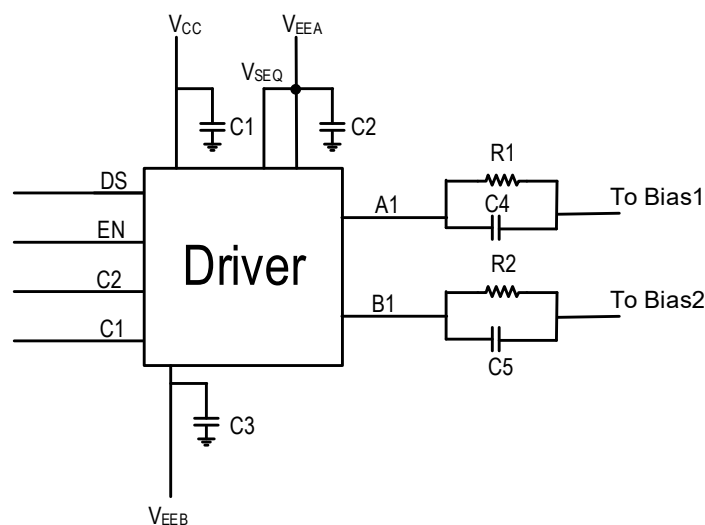 VCC
VEEA
VSEQ
C1
C2
R1
DS
A1
C4
To Bias1
EN
Driver
R2
C2
B1
To Bias2
C1
C5
C3
VEEB